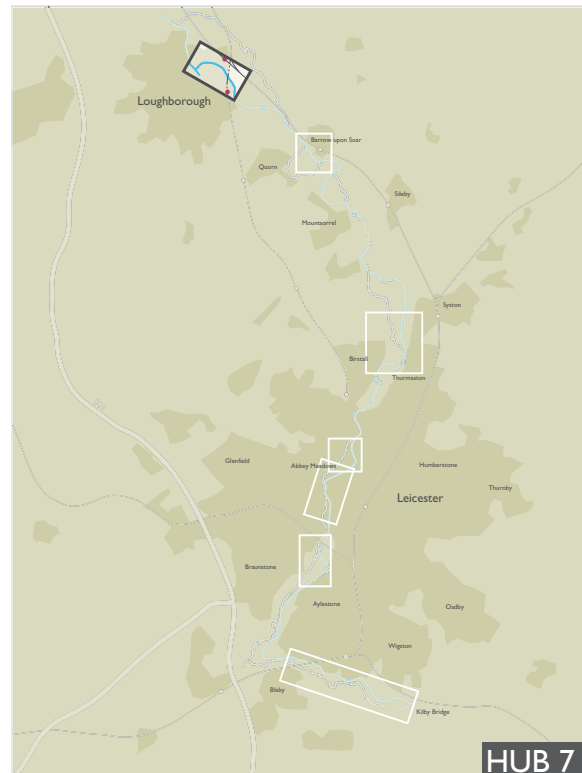 Loughborough
Barrow upon Soar
Quorn
Sileby
Mountsorrel
Syston
Birstall
Thurmaston
Glenfield
Abbey Meadows
Humberstone
Thurnby
Leicester
Braunstone
Aylestone
Oadby
Wigston
Blaby
Kilby Bridge
HUB 7